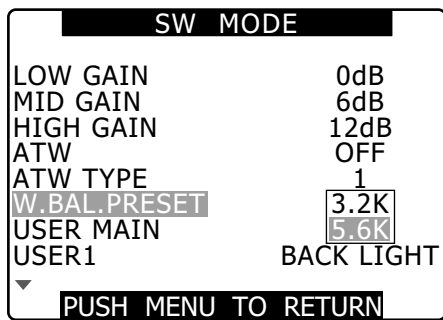 SW MODE
LOW GAIN 0dB
MID GAIN 6dB
HIGH GAIN 12dB
ATW OFF
ATW TYPE 1
W.BAL.PRESET 3.2K
5.6K
USER MAIN
USER1 BACK LIGHT
PUSH MENU TO RETURN